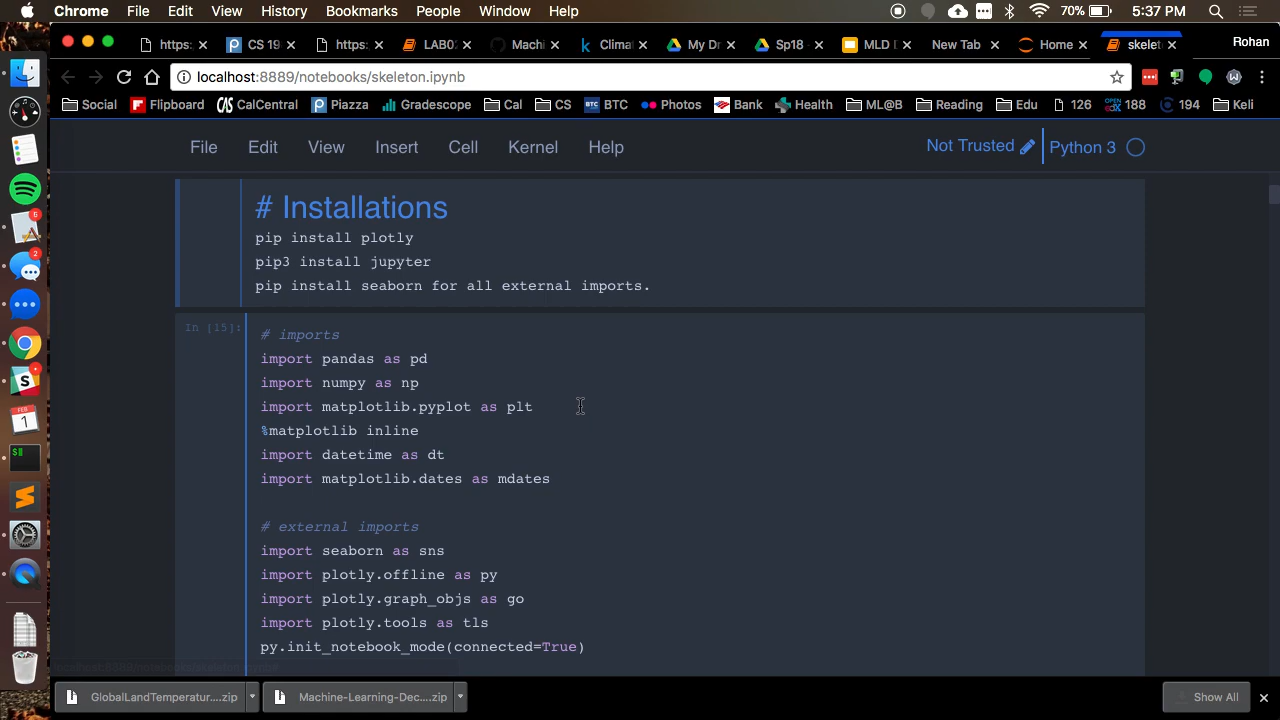 Chrome File Edit View History Bookmarks People Window Help 70% 5:37 PM
https: CS 19 https: LAB0 Machi Climat My Dr Sp18 - MLD D New Tab Home skelet Rohan
localhost:8889/notebooks/skeleton.ipynb
Social Flipboard CalCentral Piazza Gradescope Cal CS BTC Photos Bank Health ML@B Reading Edu 126 188 194 Keli
File Edit View Insert Cell Kernel Help Not Trusted Python 3
# Installations
pip install plotly
pip3 install jupyter
pip install seaborn for all external imports.
In [15]:
# imports
import pandas as pd
import numpy as np
import matplotlib.pyplot as plt
%matplotlib inline
import datetime as dt
import matplotlib.dates as mdates
# external imports
import seaborn as sns
import plotly.offline as py
import plotly.graph_objs as go
import plotly.tools as tls
py.init_notebook_mode(connected=True)
GlobalLandTemperatur....zip Machine-Learning-Dec....zip Show All